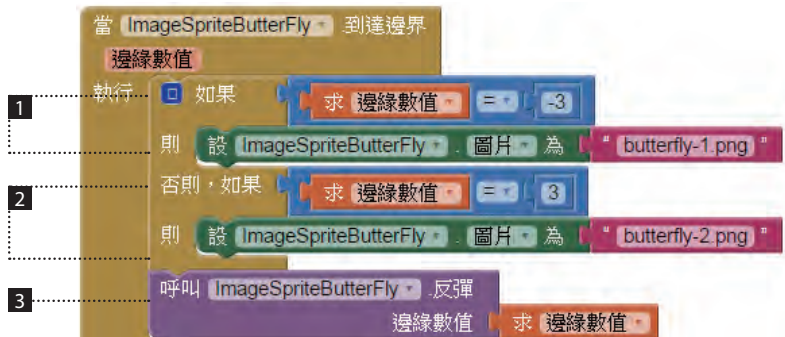 當 ImageSpriteButterFly 到達邊界
邊緣數值
執行 如果 求 邊緣數值 = -3
1
則 設 ImageSpriteButterFly . 圖片 為 " butterfly-1.png "
否則，如果 求 邊緣數值 = 3
2
則 設 ImageSpriteButterFly . 圖片 為 " butterfly-2.png "
3 呼叫 ImageSpriteButterFly .反彈
邊緣數值 求 邊緣數值